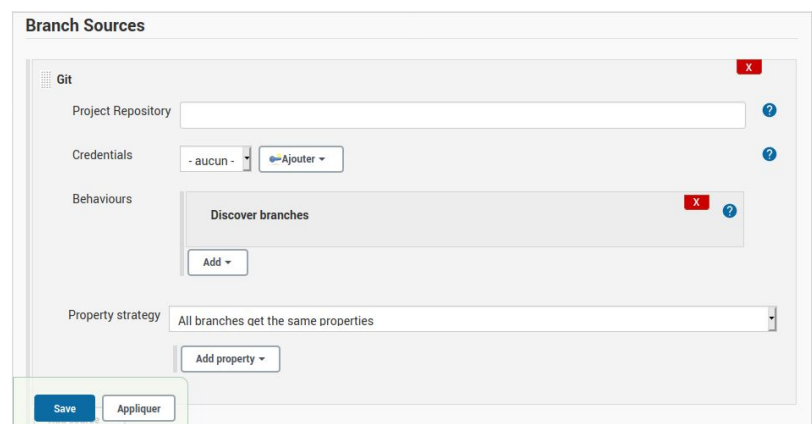 Branch Sources
X
Git
Project Repository
?
Credentials
- aucun -
Ajouter
?
Behaviours
X
Discover branches
?
Add
Property strategy
All branches get the same properties
Add property
Save
Appliquer